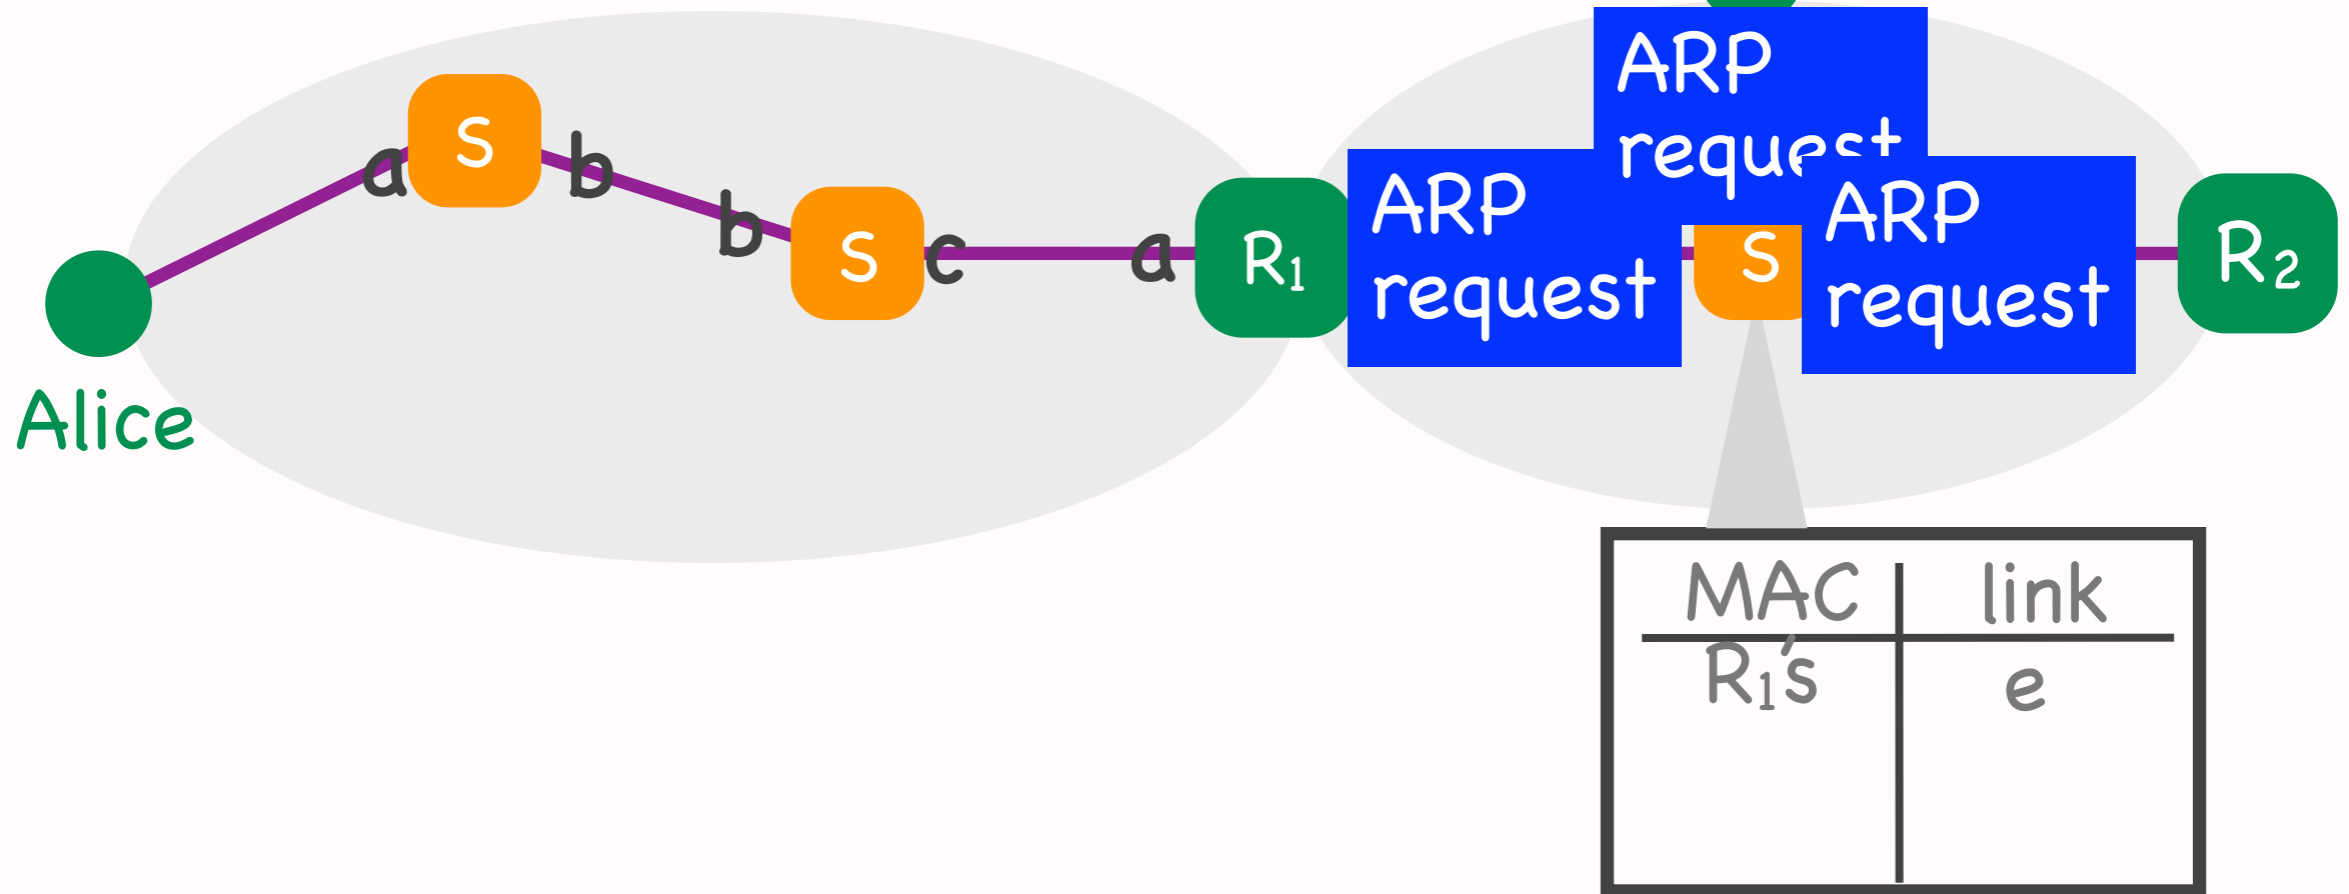 ARP
request
ARP
request
ARP
request
S
a
b
b
S
c
a
R1
S
R2
Alice
MAC link
R1's e